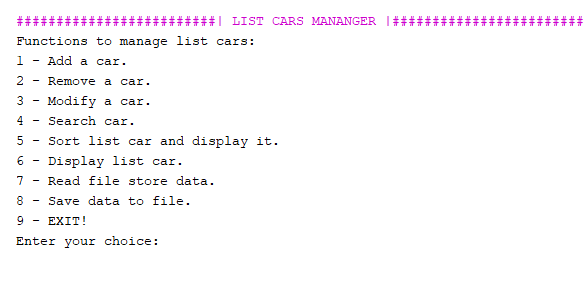 #########################| LIST CARS MANANGER |########################
Functions to manage list cars:
1 - Add a car.
2 - Remove a car.
3 - Modify a car.
4 - Search car.
5 - Sort list car and display it.
6 - Display list car.
7 - Read file store data.
8 - Save data to file.
9 - EXIT!
Enter your choice: